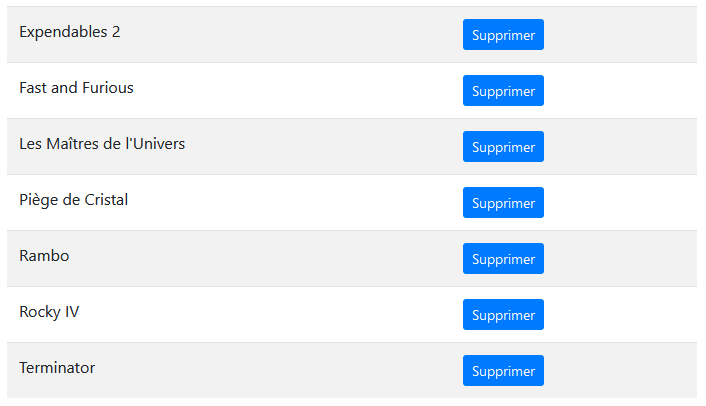 Expendables 2 Supprimer
Fast and Furious Supprimer
Les Maîtres de l'Univers Supprimer
Piège de Cristal Supprimer
Rambo Supprimer
Rocky IV Supprimer
Terminator Supprimer